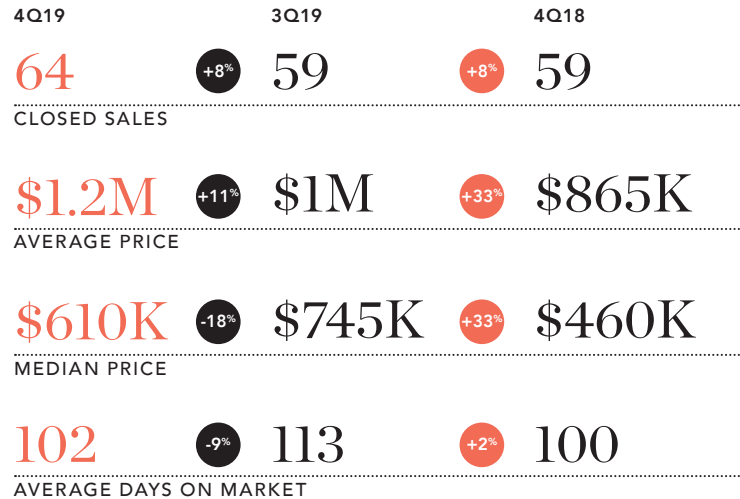 4Q19 3Q19 4Q18
64 +8% 59 +8% 59
CLOSED SALES
$1.2M +11% $1M +33% $865K
AVERAGE PRICE
$610K -18% $745K +33% $460K
MEDIAN PRICE
102 -9% 113 +2% 100
AVERAGE DAYS ON MARKET